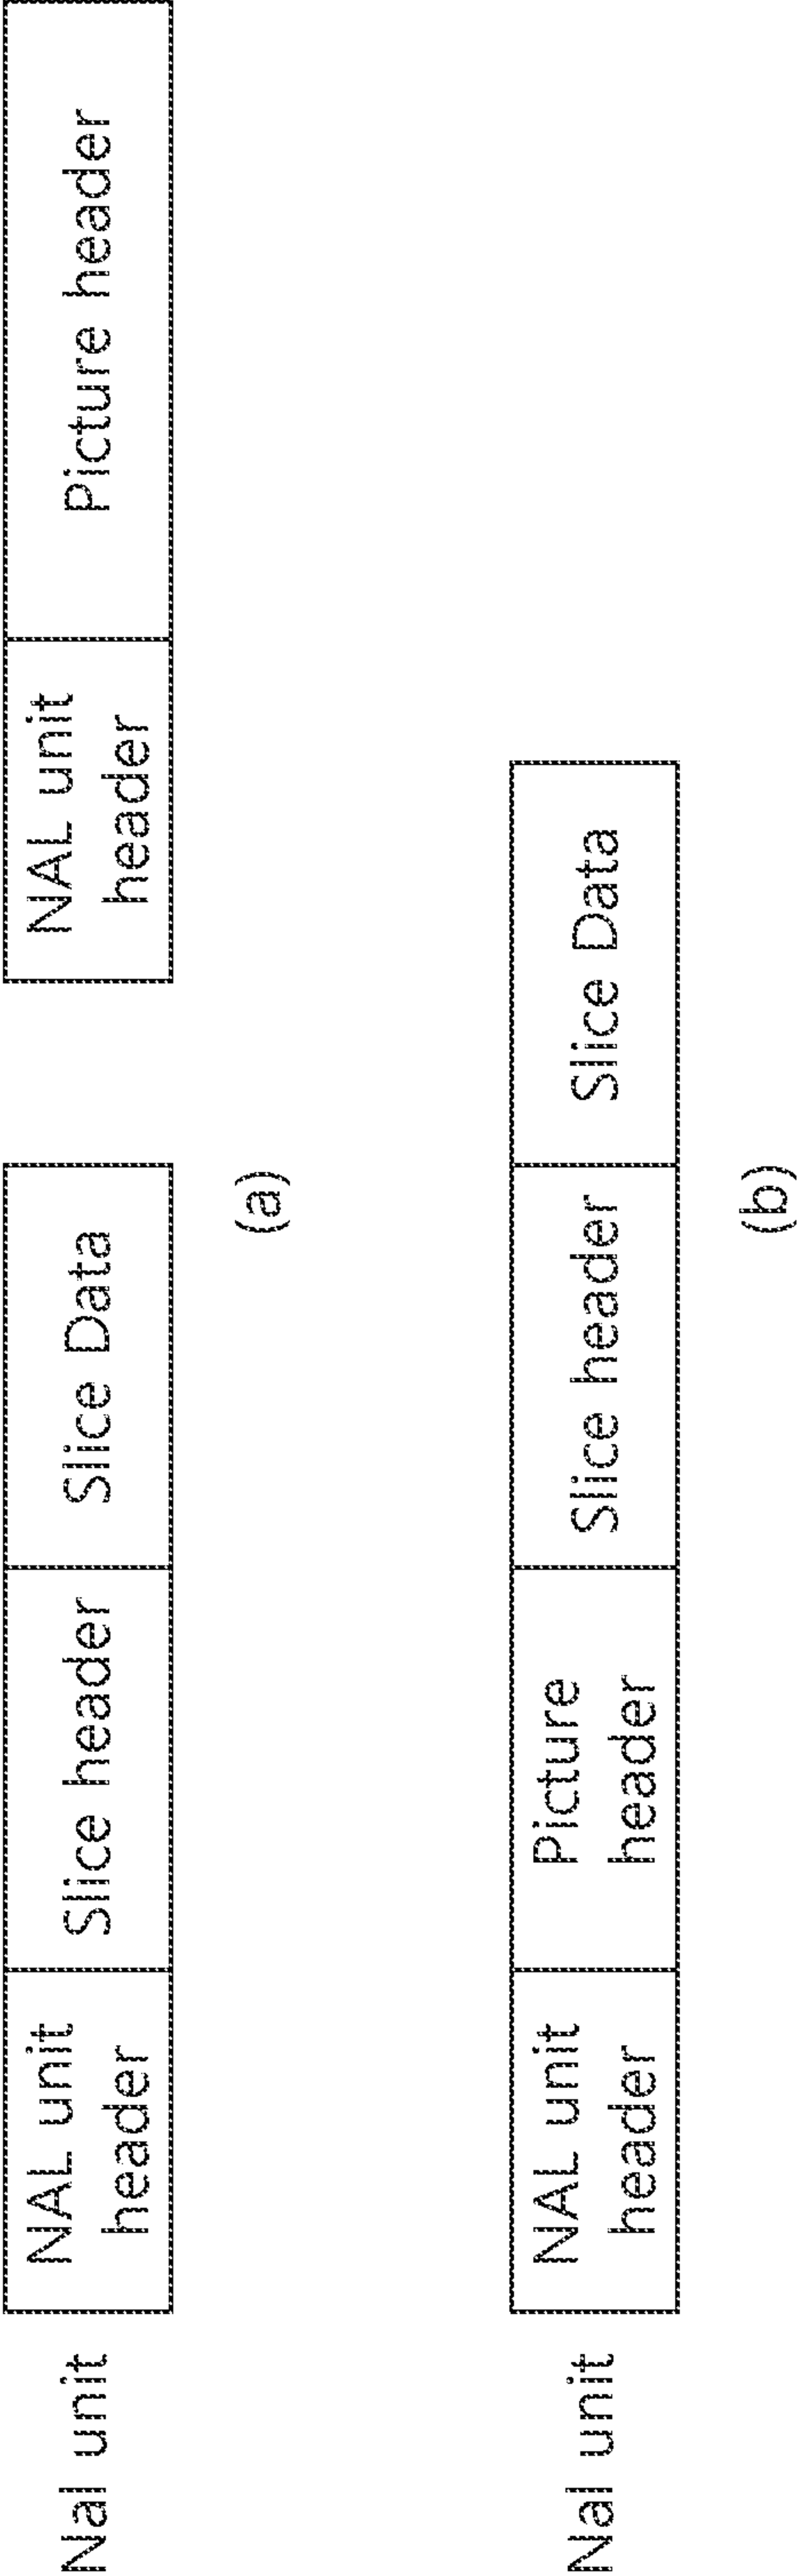 Nal unit
NAL unit
header
Slice header
Slice Data
NAL unit
header
Picture header
(a)
Nal unit
NAL unit
header
Picture
header
Slice header
Slice Data
(b)